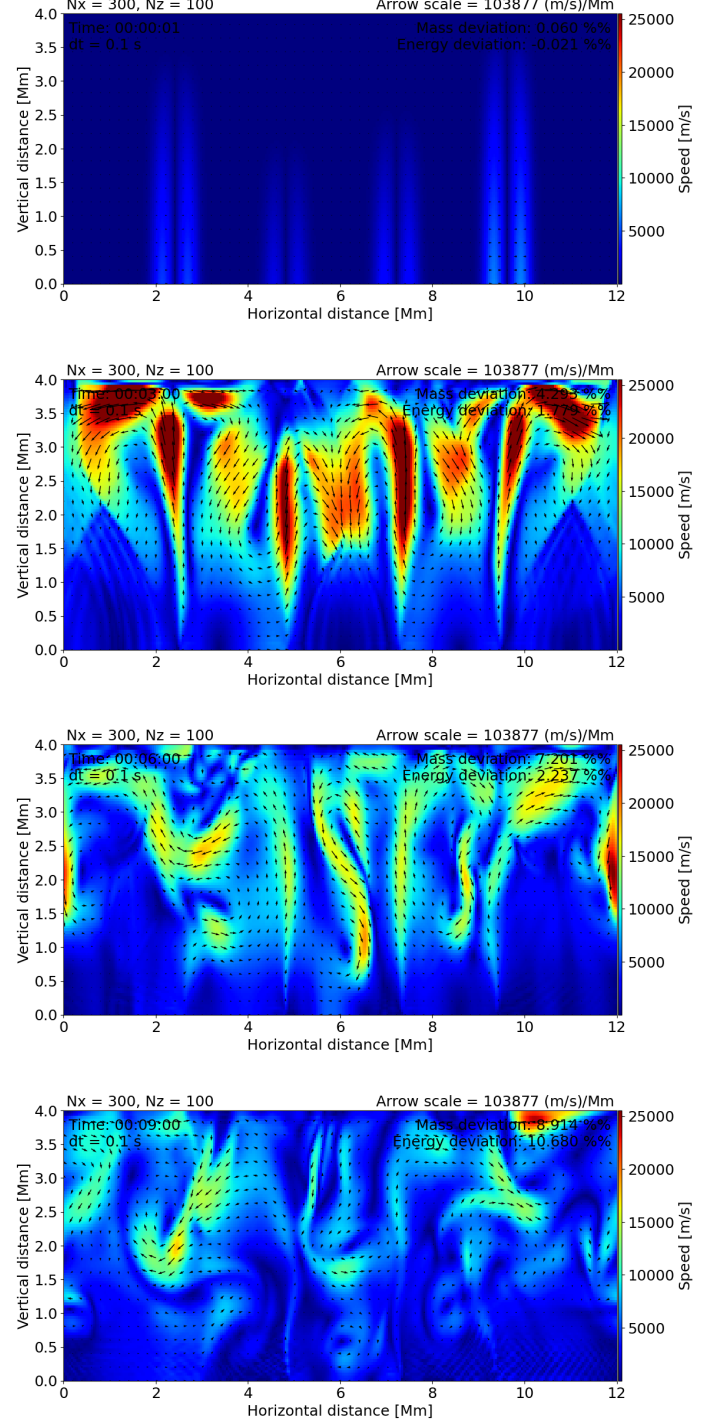 Nx = 300, Nz = 100 Arrow scale = 103877 (m/s)/Mm
Time: 00:00:01 Mass deviation: 0.060 %%
dt = 0.1 s Energy deviation: -0.021 %%
4.0
3.5
3.0
2.5
2.0
1.5
1.0
0.5
0.0
Vertical distance [Mm]
0 2 4 6 8 10 12
Horizontal distance [Mm]
25000
20000
15000
10000
5000
Speed [m/s]
Nx = 300, Nz = 100 Arrow scale = 103877 (m/s)/Mm
Time: 00:03:00 Mass deviation: 4.293 %%
dt = 0.1 s Energy deviation: 1.779 %%
4.0
3.5
3.0
2.5
2.0
1.5
1.0
0.5
0.0
Vertical distance [Mm]
0 2 4 6 8 10 12
Horizontal distance [Mm]
25000
20000
15000
10000
5000
Speed [m/s]
Nx = 300, Nz = 100 Arrow scale = 103877 (m/s)/Mm
Time: 00:06:00 Mass deviation: 7.201 %%
dt = 0.1 s Energy deviation: 2.237 %%
4.0
3.5
3.0
2.5
2.0
1.5
1.0
0.5
0.0
Vertical distance [Mm]
0 2 4 6 8 10 12
Horizontal distance [Mm]
25000
20000
15000
10000
5000
Speed [m/s]
Nx = 300, Nz = 100 Arrow scale = 103877 (m/s)/Mm
Time: 00:09:00 Mass deviation: 8.914 %%
dt = 0.1 s Energy deviation: 10.680 %%
4.0
3.5
3.0
2.5
2.0
1.5
1.0
0.5
0.0
Vertical distance [Mm]
0 2 4 6 8 10 12
Horizontal distance [Mm]
25000
20000
15000
10000
5000
Speed [m/s]